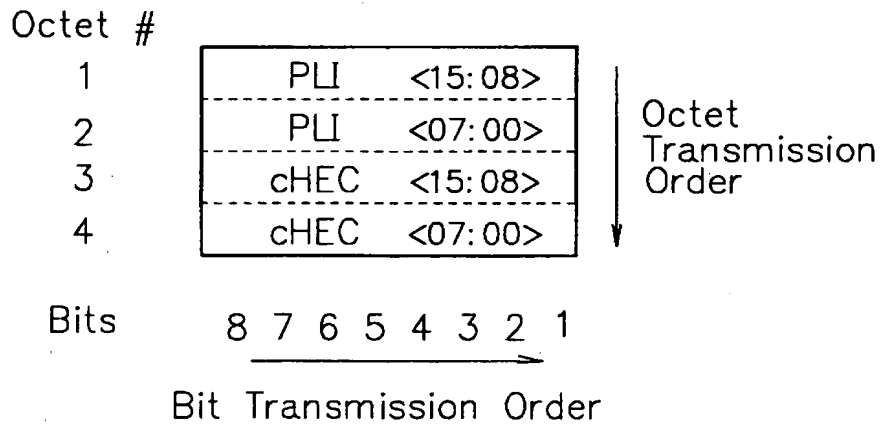 Octet #
1 PLI <15:08>
2 PLI <07:00>
3 cHEC <15:08>
4 cHEC <07:00>
Octet
Transmission
Order
Bits 8 7 6 5 4 3 2 1
Bit Transmission Order